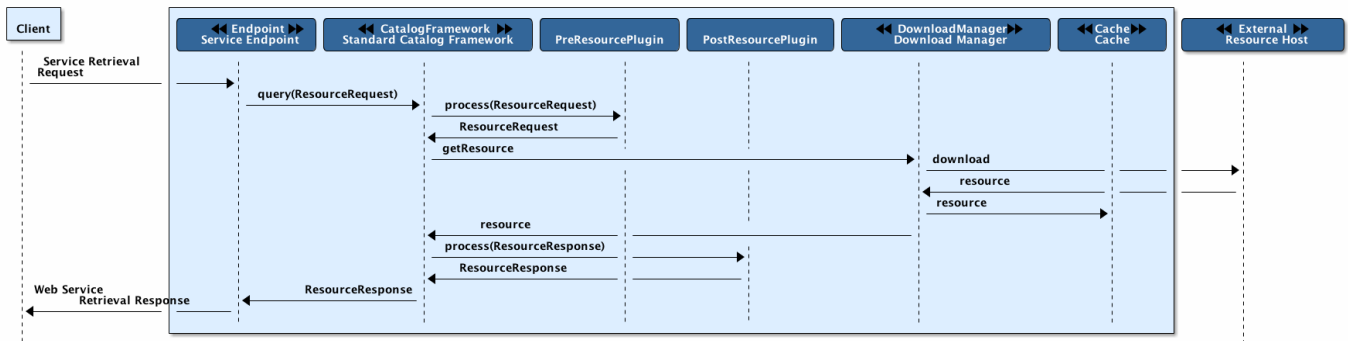 Client
Endpoint
Service Endpoint
CatalogFramework
Standard Catalog Framework
PreResourcePlugin
PostResourcePlugin
DownloadManager
Download Manager
Cache
Cache
External
Resource Host
Service Retrieval
Request
query(ResourceRequest)
process(ResourceRequest)
ResourceRequest
getResource
download
resource
resource
resource
process(ResourceResponse)
ResourceResponse
ResourceResponse
Web Service
Retrieval Response